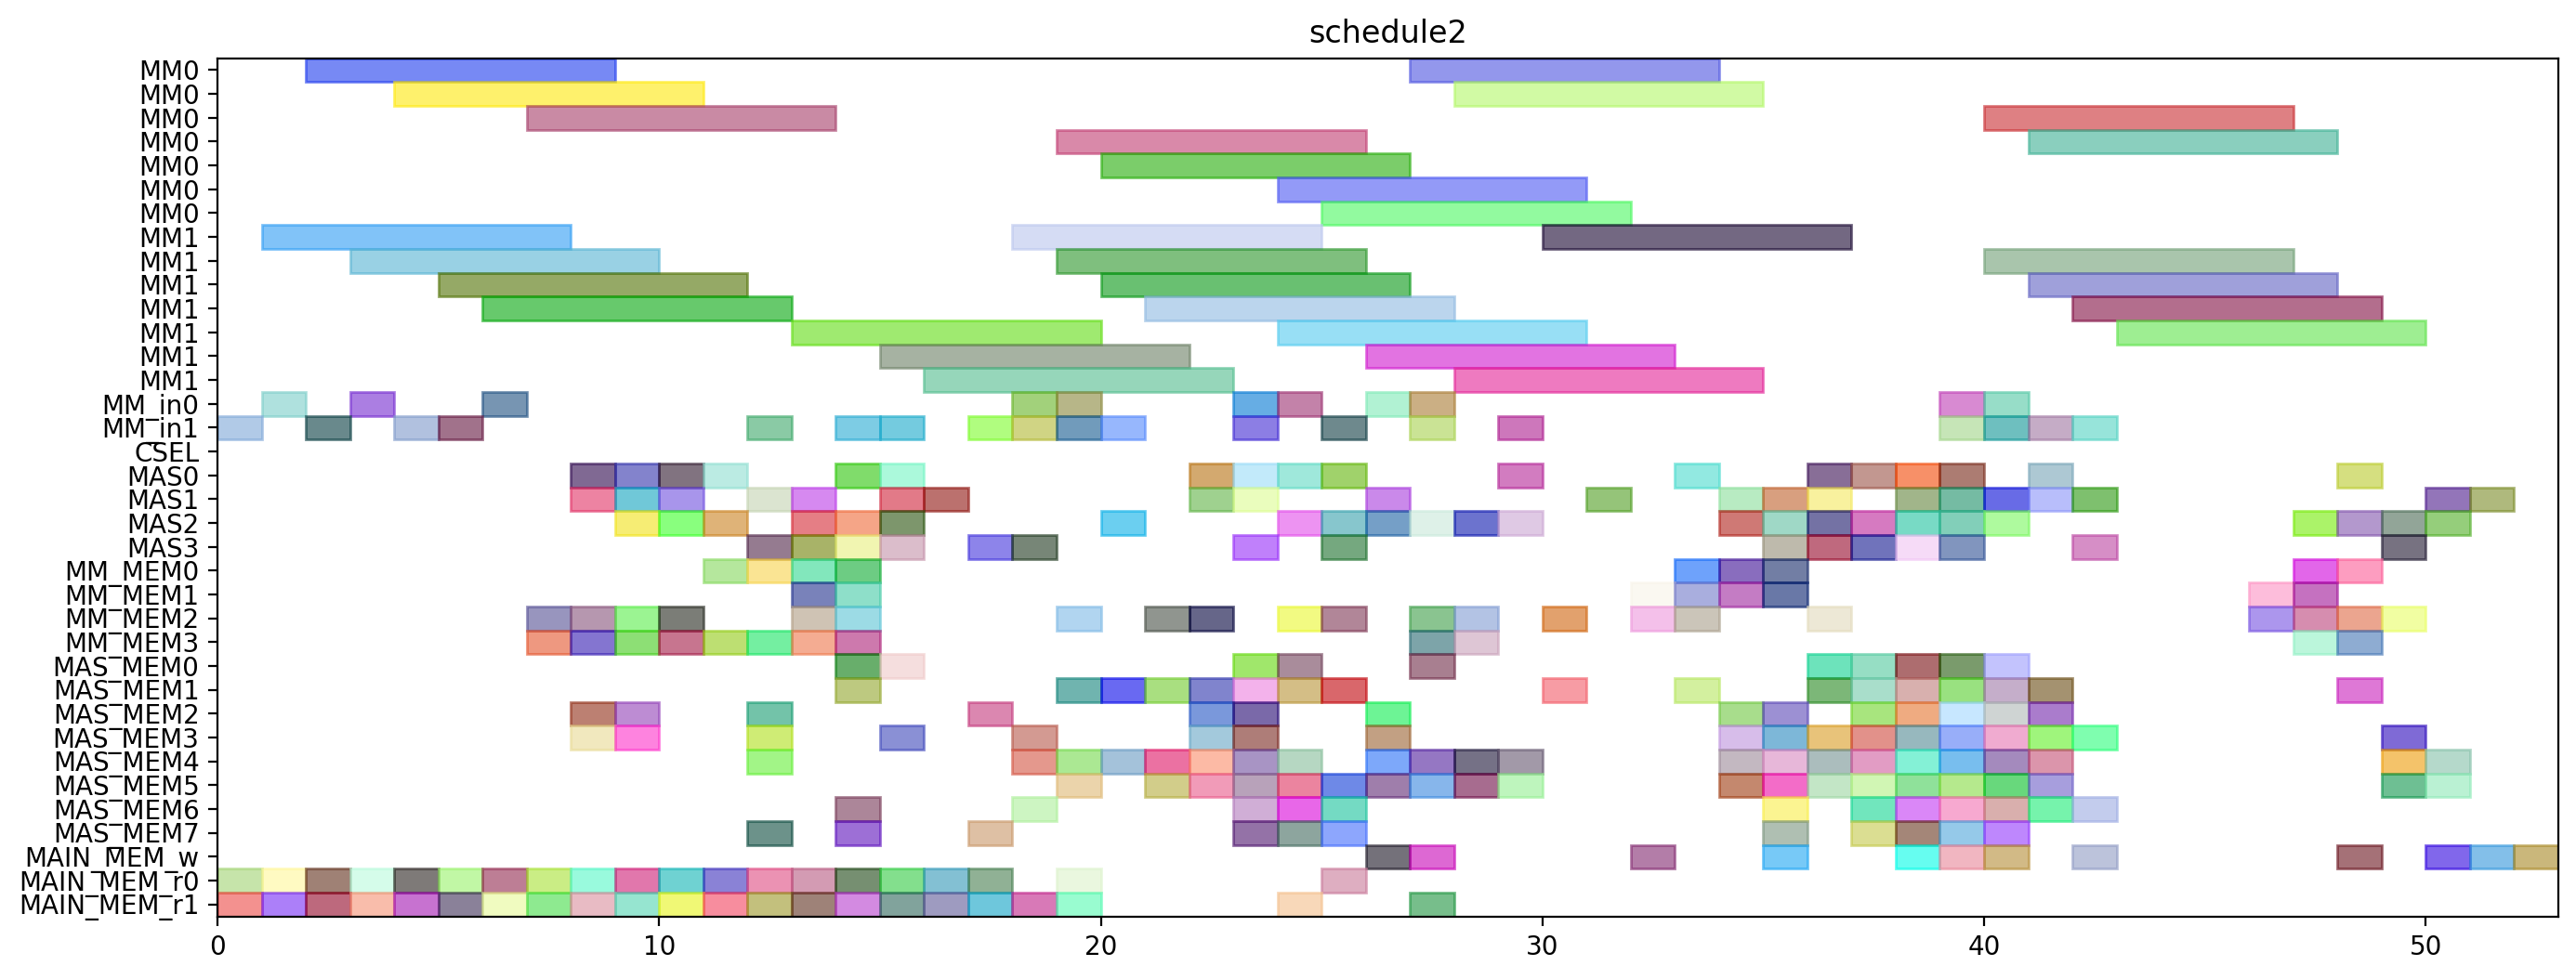 schedule2
MM0
MM0
MM0
MM0
MM0
MM0
MM0
MM1
MM1
MM1
MM1
MM1
MM1
MM1
MM_in0
MM_in1
CSEL
MAS0
MAS1
MAS2
MAS3
MM_MEM0
MM_MEM1
MM_MEM2
MM_MEM3
MAS_MEM0
MAS_MEM1
MAS_MEM2
MAS_MEM3
MAS_MEM4
MAS_MEM5
MAS_MEM6
MAS_MEM7
MAIN_MEM_w
MAIN_MEM_r0
MAIN_MEM_r1
0 10 20 30 40 50